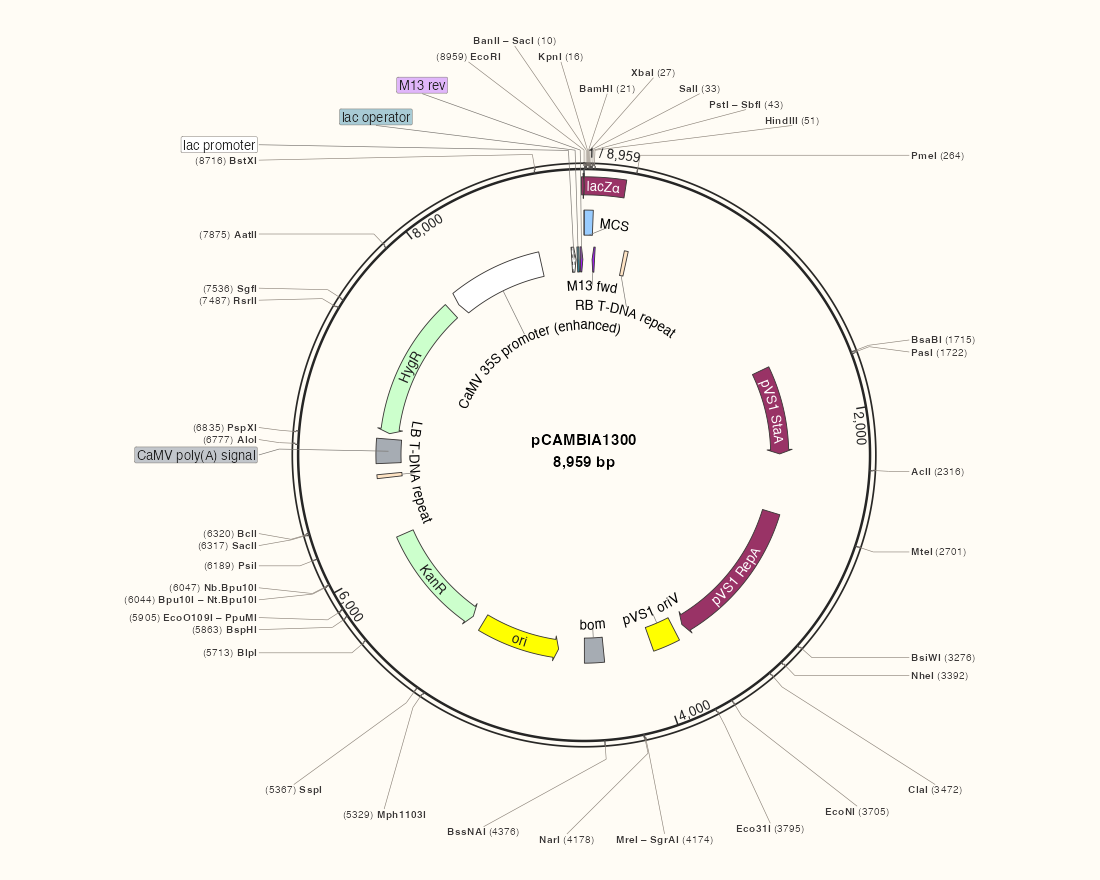 BanII – SacI (10)
(8959) EcoRI
KpnI (16)
XbaI (27)
M13 rev
BamHI (21)
SalI (33)
PstI – SbfI (43)
lac operator
HindIII (51)
lac promoter
(8716) BstXI
1 / 8,959
PmeI (264)
lacZα
MCS
(7875) AatII
8,000
M13 fwd
RB T-DNA repeat
CaMV 35S promoter (enhanced)
(7536) SgfI
(7487) RsrII
BsaBI (1715)
PasI (1722)
HygR
pVS1 StaA
2,000
(6835) PspXI
(6777) AloI
CaMV poly(A) signal
LB T-DNA repeat
pCAMBIA1300
8,959 bp
AclI (2316)
(6320) BclI
(6317) SacII
(6189) PsiI
MteI (2701)
(6047) Nb.Bpu10I
(6044) Bpu10I – Nt.Bpu10I
6,000
KanR
pVS1 RepA
(5905) EcoO109I – PpuMI
(5863) BspHI
(5713) BlpI
ori
bom
pVS1 oriV
BsiWI (3276)
NheI (3392)
4,000
(5367) SspI
(5329) Mph1103I
BssNAI (4376)
NarI (4178)
MreI – SgrAI (4174)
Eco31I (3795)
EcoNI (3705)
ClaI (3472)